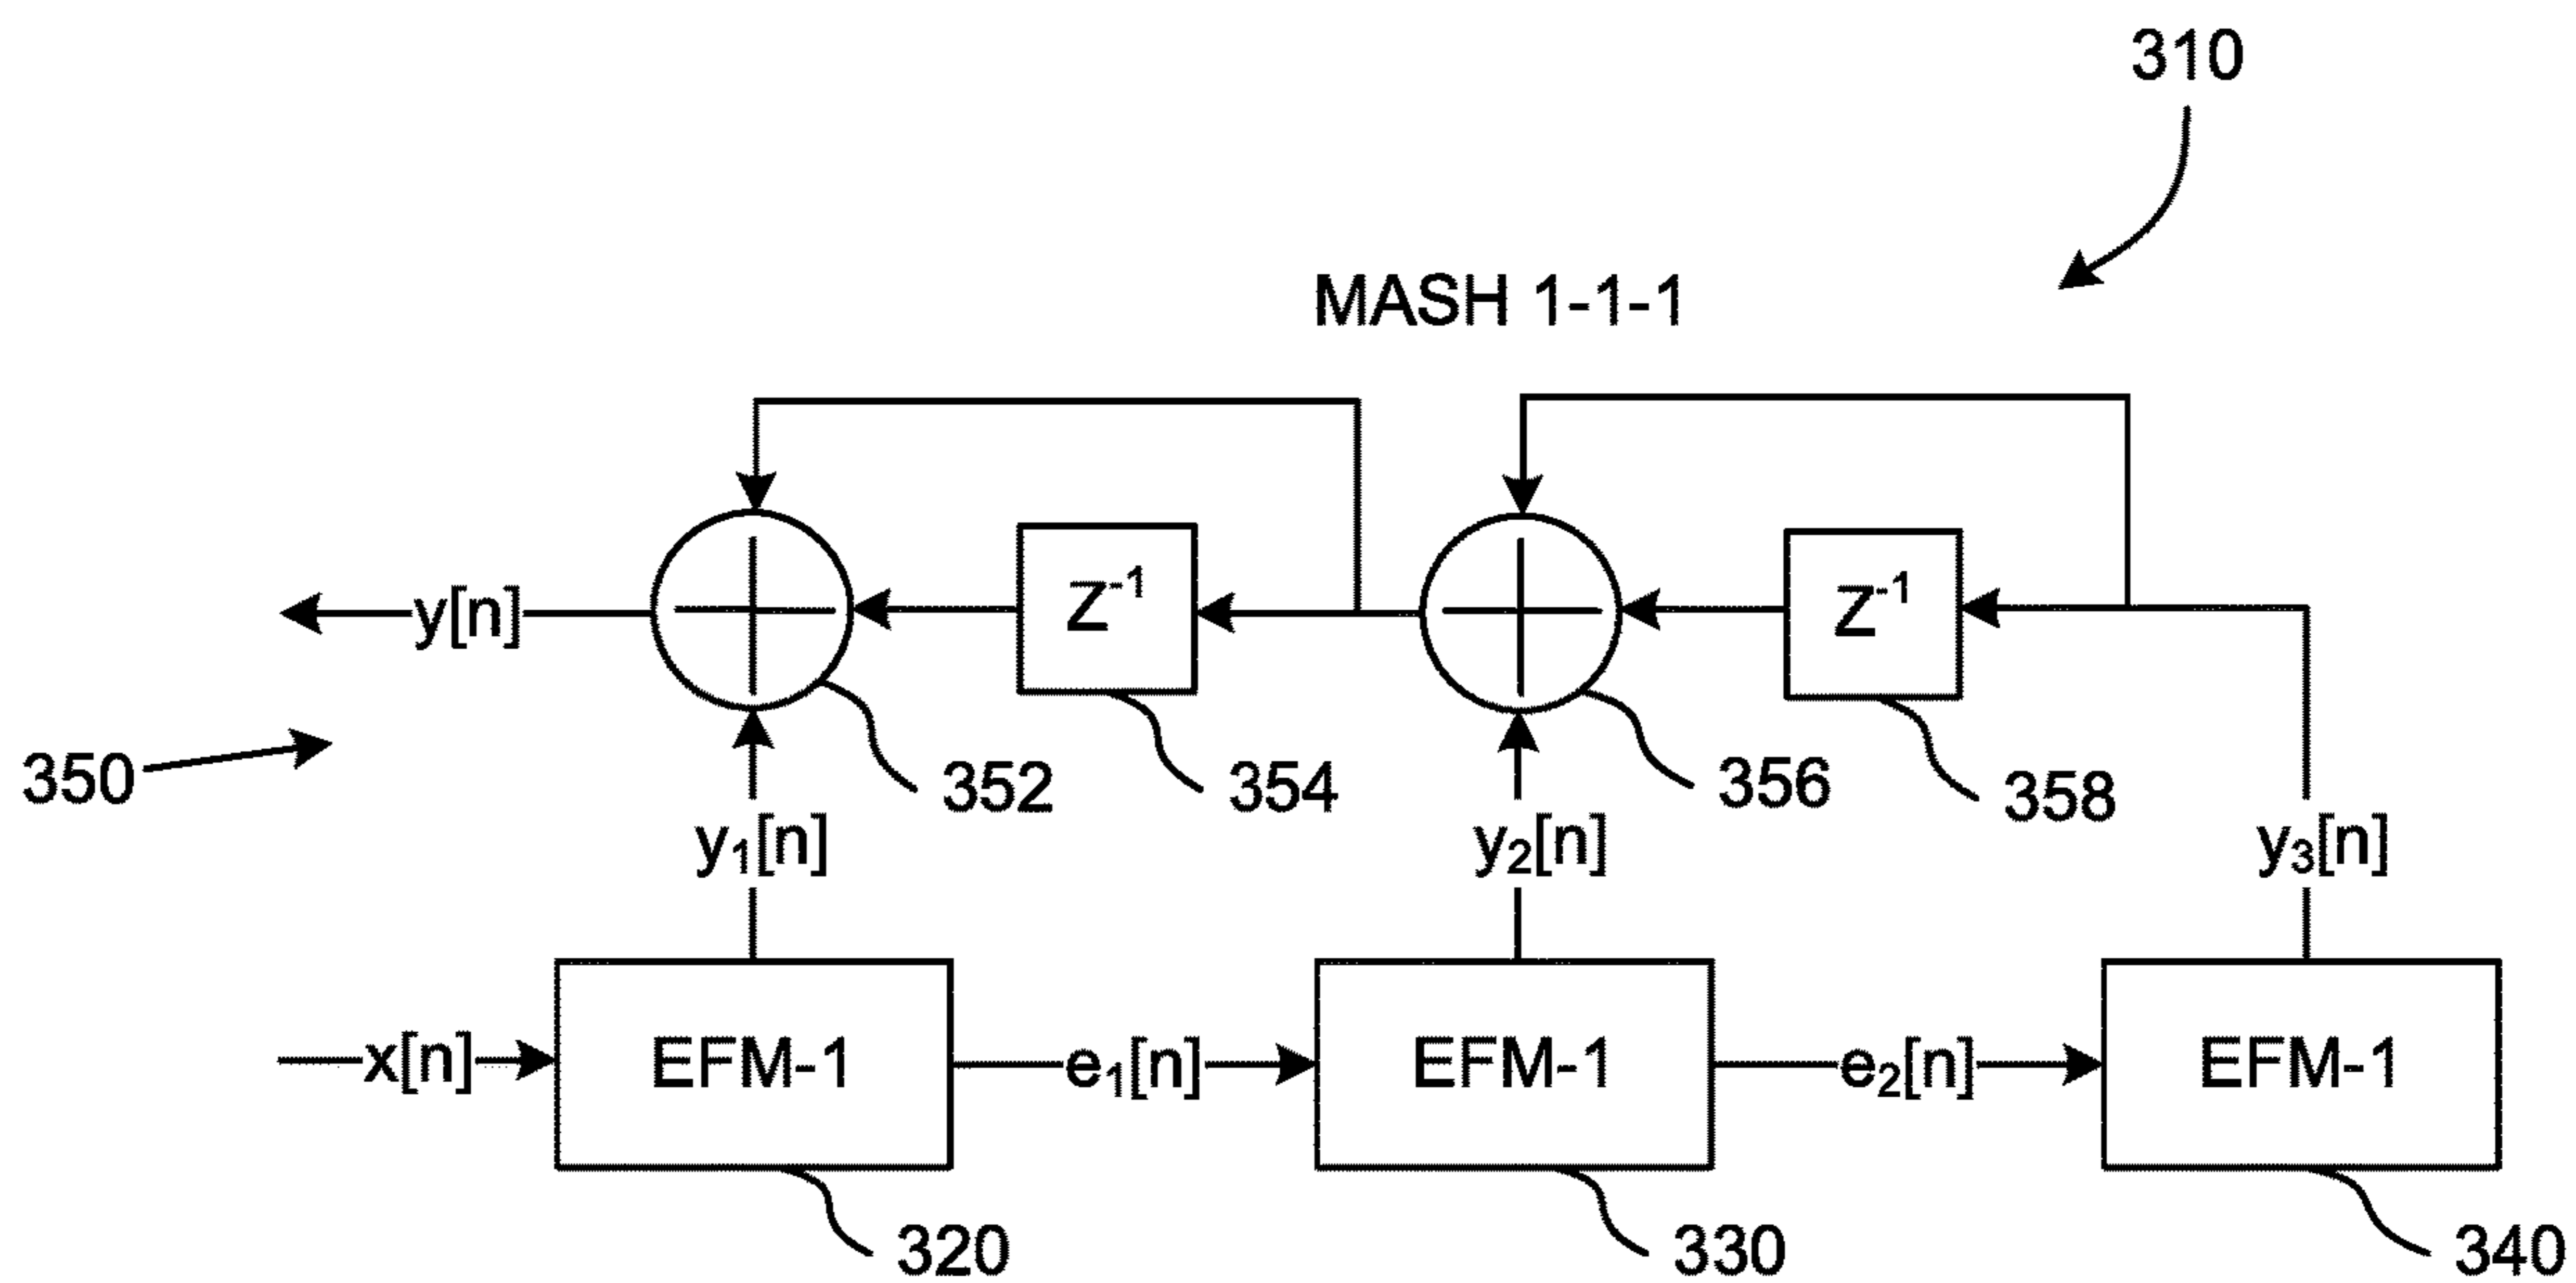 310
MASH 1-1-1
y[n]
Z⁻¹
Z⁻¹
350
352
354
356
358
y₁[n]
y₂[n]
y₃[n]
x[n]
EFM-1
e₁[n]
EFM-1
e₂[n]
EFM-1
320
330
340